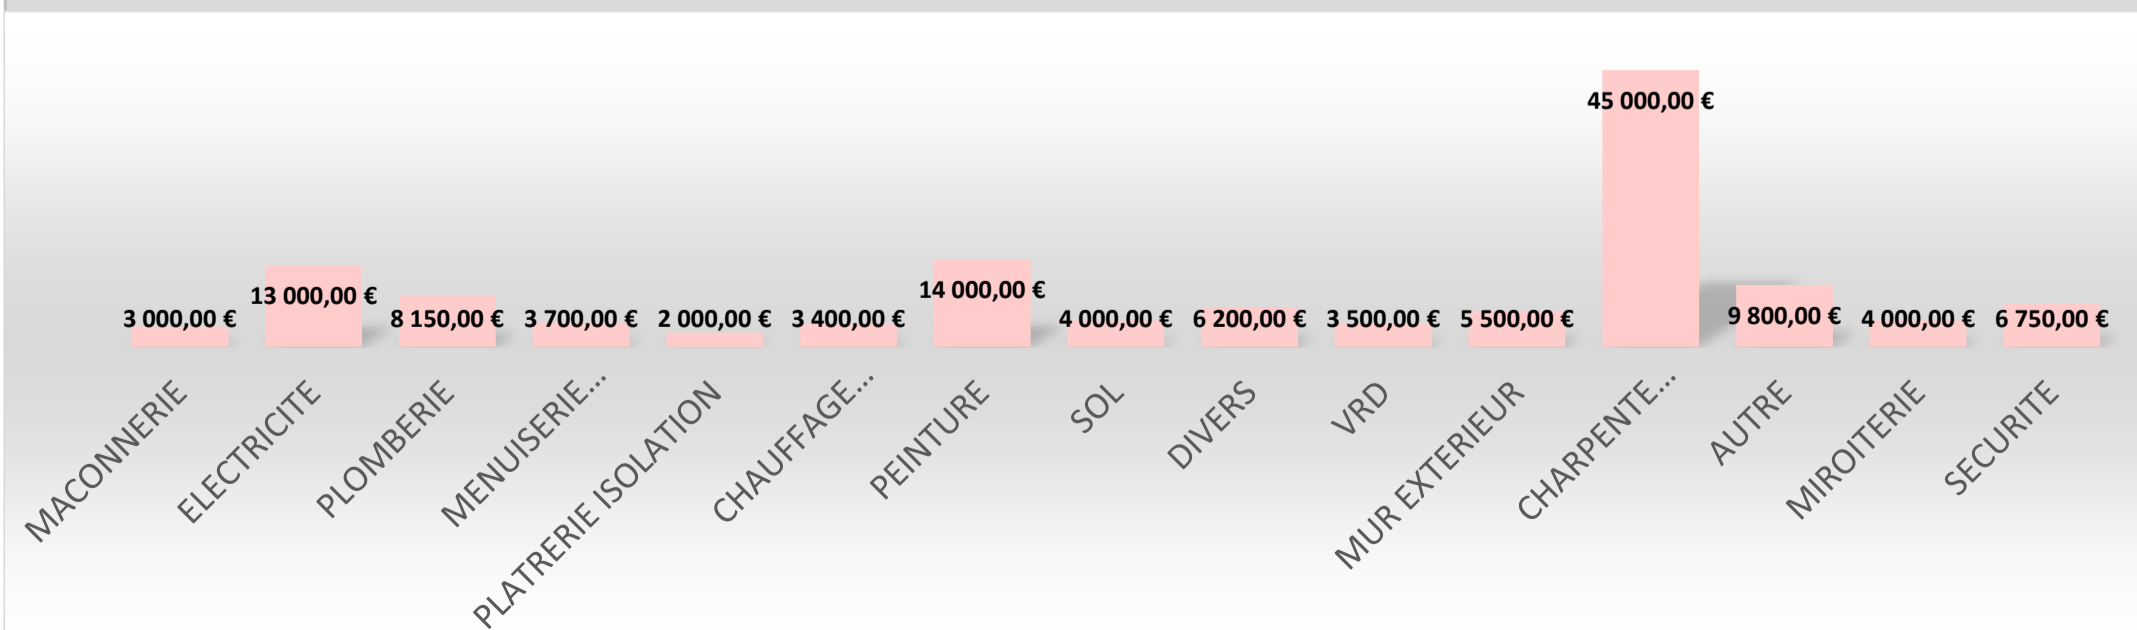 45 000,00 €
3 000,00 €
13 000,00 €
8 150,00 €
3 700,00 €
2 000,00 €
3 400,00 €
14 000,00 €
4 000,00 €
6 200,00 €
3 500,00 €
5 500,00 €
9 800,00 €
4 000,00 €
6 750,00 €
MACONNERIE
ELECTRICITE
PLOMBERIE
MENUISERIE...
PLATRERIE ISOLATION
CHAUFFAGE...
PEINTURE
SOL
DIVERS
VRD
MUR EXTERIEUR
CHARPENTE...
AUTRE
MIROITERIE
SECURITE